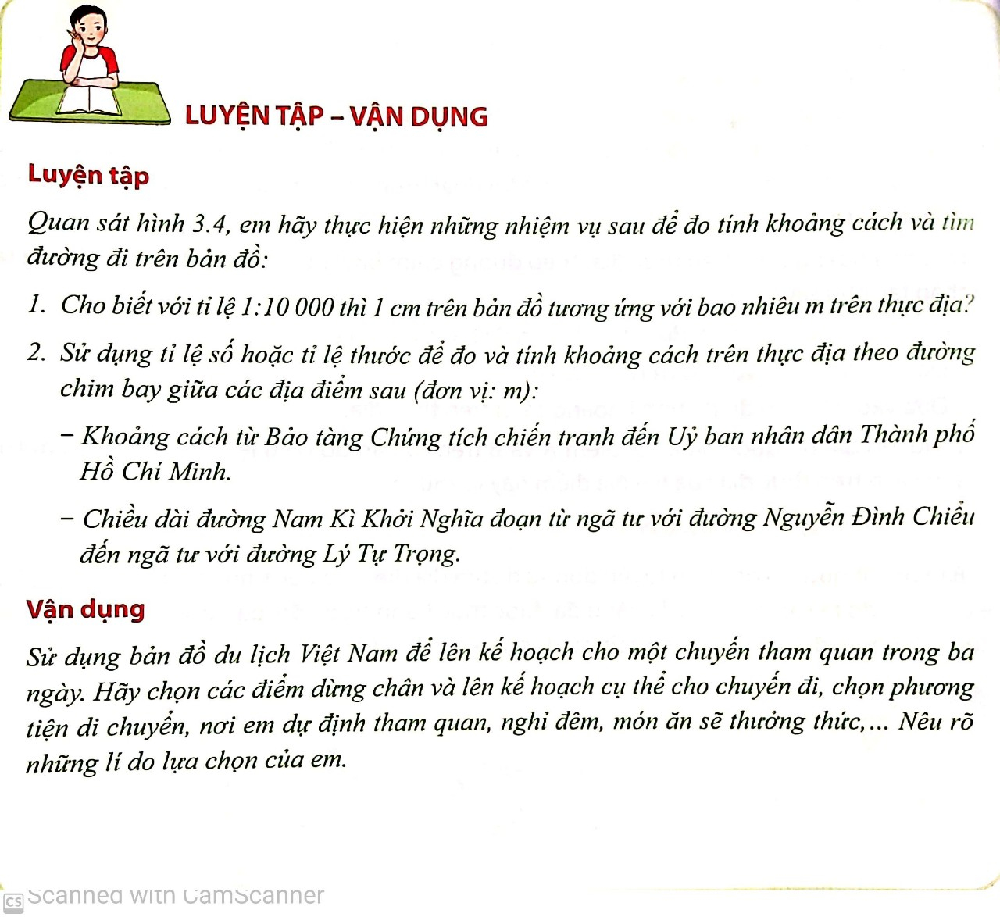 LUYỆN TẬP – VẬN DỤNG
Luyện tập
Quan sát hình 3.4, em hãy thực hiện những nhiệm vụ sau để đo tính khoảng cách và tìm
đường đi trên bản đồ:
1. Cho biết với tỉ lệ 1:10 000 thì 1 cm trên bản đồ tương ứng với bao nhiêu m trên thực địa?
2. Sử dụng tỉ lệ số hoặc tỉ lệ thước để đo và tính khoảng cách trên thực địa theo đường
chim bay giữa các địa điểm sau (đơn vị: m):
– Khoảng cách từ Bảo tàng Chứng tích chiến tranh đến Uỷ ban nhân dân Thành phố
Hồ Chí Minh.
– Chiều dài đường Nam Kì Khởi Nghĩa đoạn từ ngã tư với đường Nguyễn Đình Chiểu
đến ngã tư với đường Lý Tự Trọng.
Vận dụng
Sử dụng bản đồ du lịch Việt Nam để lên kế hoạch cho một chuyến tham quan trong ba
ngày. Hãy chọn các điểm dừng chân và lên kế hoạch cụ thể cho chuyến đi, chọn phương
tiện di chuyển, nơi em dự định tham quan, nghỉ đêm, món ăn sẽ thưởng thức,... Nêu rõ
những lí do lựa chọn của em.
CS Scanned with CamScanner